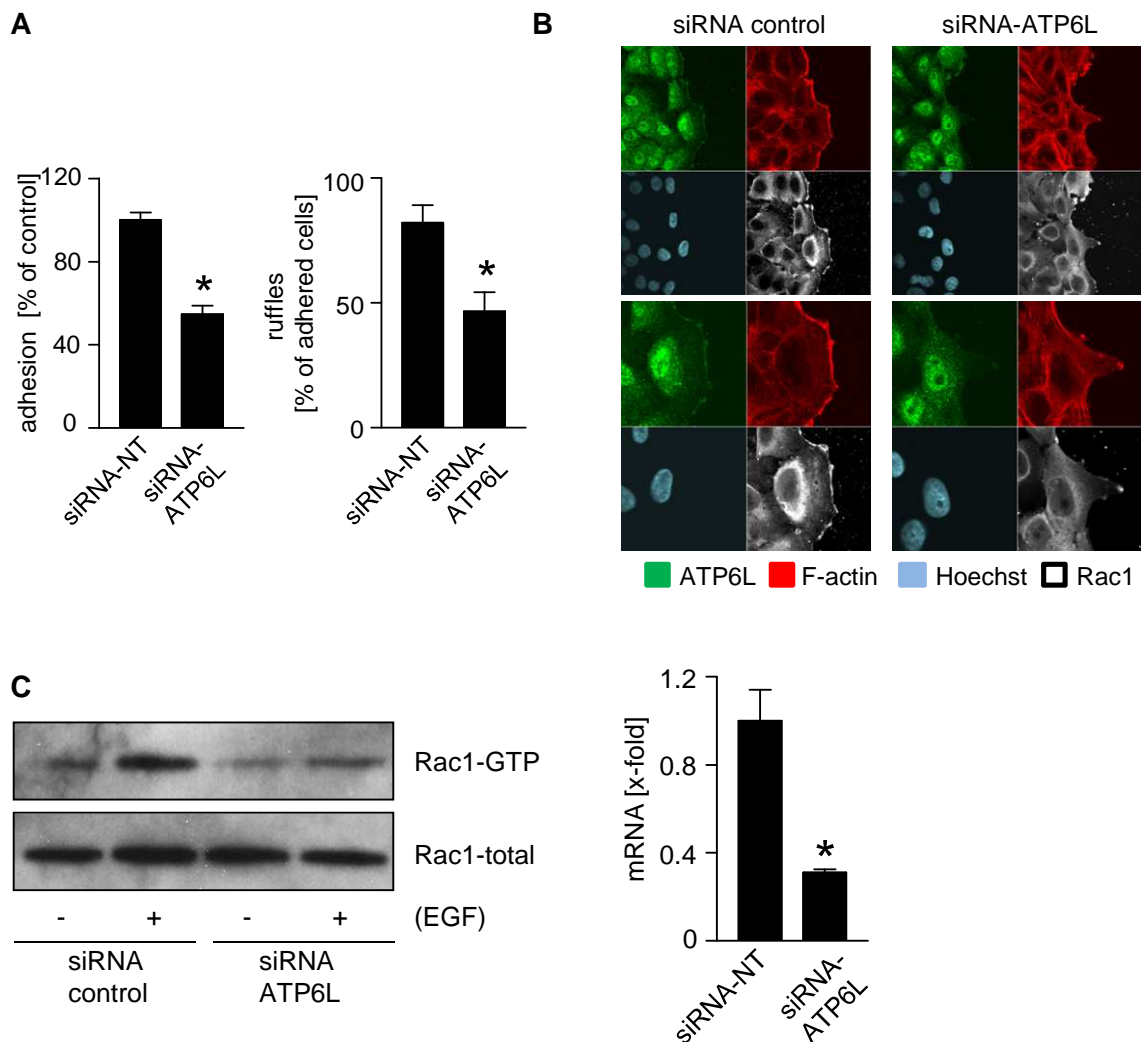 A
adhesion [% of control]
120
80
40
0
siRNA-NT
siRNA-
ATP6L
*
ruffles
[% of adhered cells]
100
50
0
siRNA-NT
siRNA-
ATP6L
*
B
siRNA control
siRNA-ATP6L
ATP6L F-actin Hoechst Rac1
C
Rac1-GTP
Rac1-total
- + - + (EGF)
siRNA
control
siRNA
ATP6L
mRNA [x-fold]
1.2
0.8
0.4
0
*
siRNA-NT
siRNA-
ATP6L